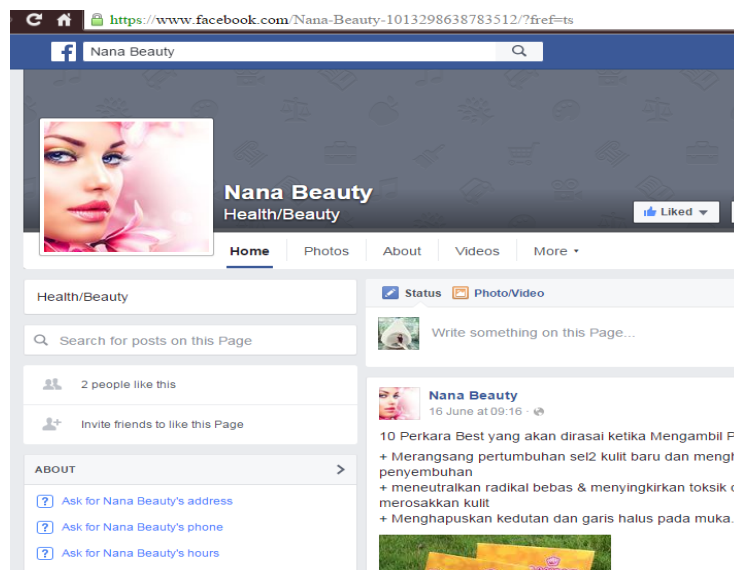 https://www.facebook.com/Nana-Beauty-1013298638783512/?fref=ts
f Nana Beauty
Nana Beauty
Health/Beauty
Liked
Home Photos About Videos More
Health/Beauty
Status Photo/Video
Search for posts on this Page
Write something on this Page...
2 people like this
Invite friends to like this Page
ABOUT
? Ask for Nana Beauty's address
? Ask for Nana Beauty's phone
? Ask for Nana Beauty's hours
Nana Beauty
16 June at 09:16 ·
10 Perkara Best yang akan dirasai ketika Mengambil P
+ Merangsang pertumbuhan sel2 kulit baru dan mengh
penyembuhan
+ meneutralkan radikal bebas & menyingkirkan toksik
merosakkan kulit
+ Menghapuskan kedutan dan garis halus pada muka.